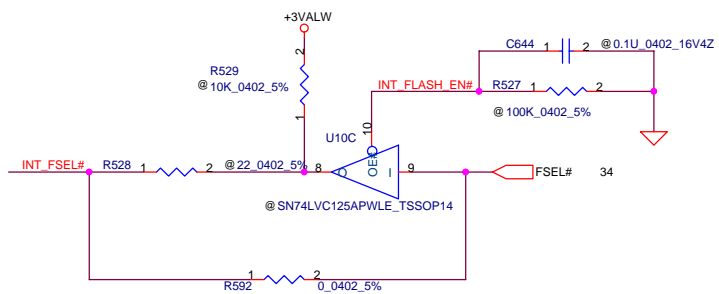 +3VALW
C644 1 2 @ 0.1U_0402_16V4Z
R529 2
@ 10K_0402_5%
1
INT_FLASH_EN# R527 1 2
@ 100K_0402_5%
10
U10C
INT_FSEL# R528 1 2 @ 22_0402_5% 8 O OE# I 9 FSEL# 34
@ SN74LVC125APWLE_TSSOP14
R592 1 2 0_0402_5%